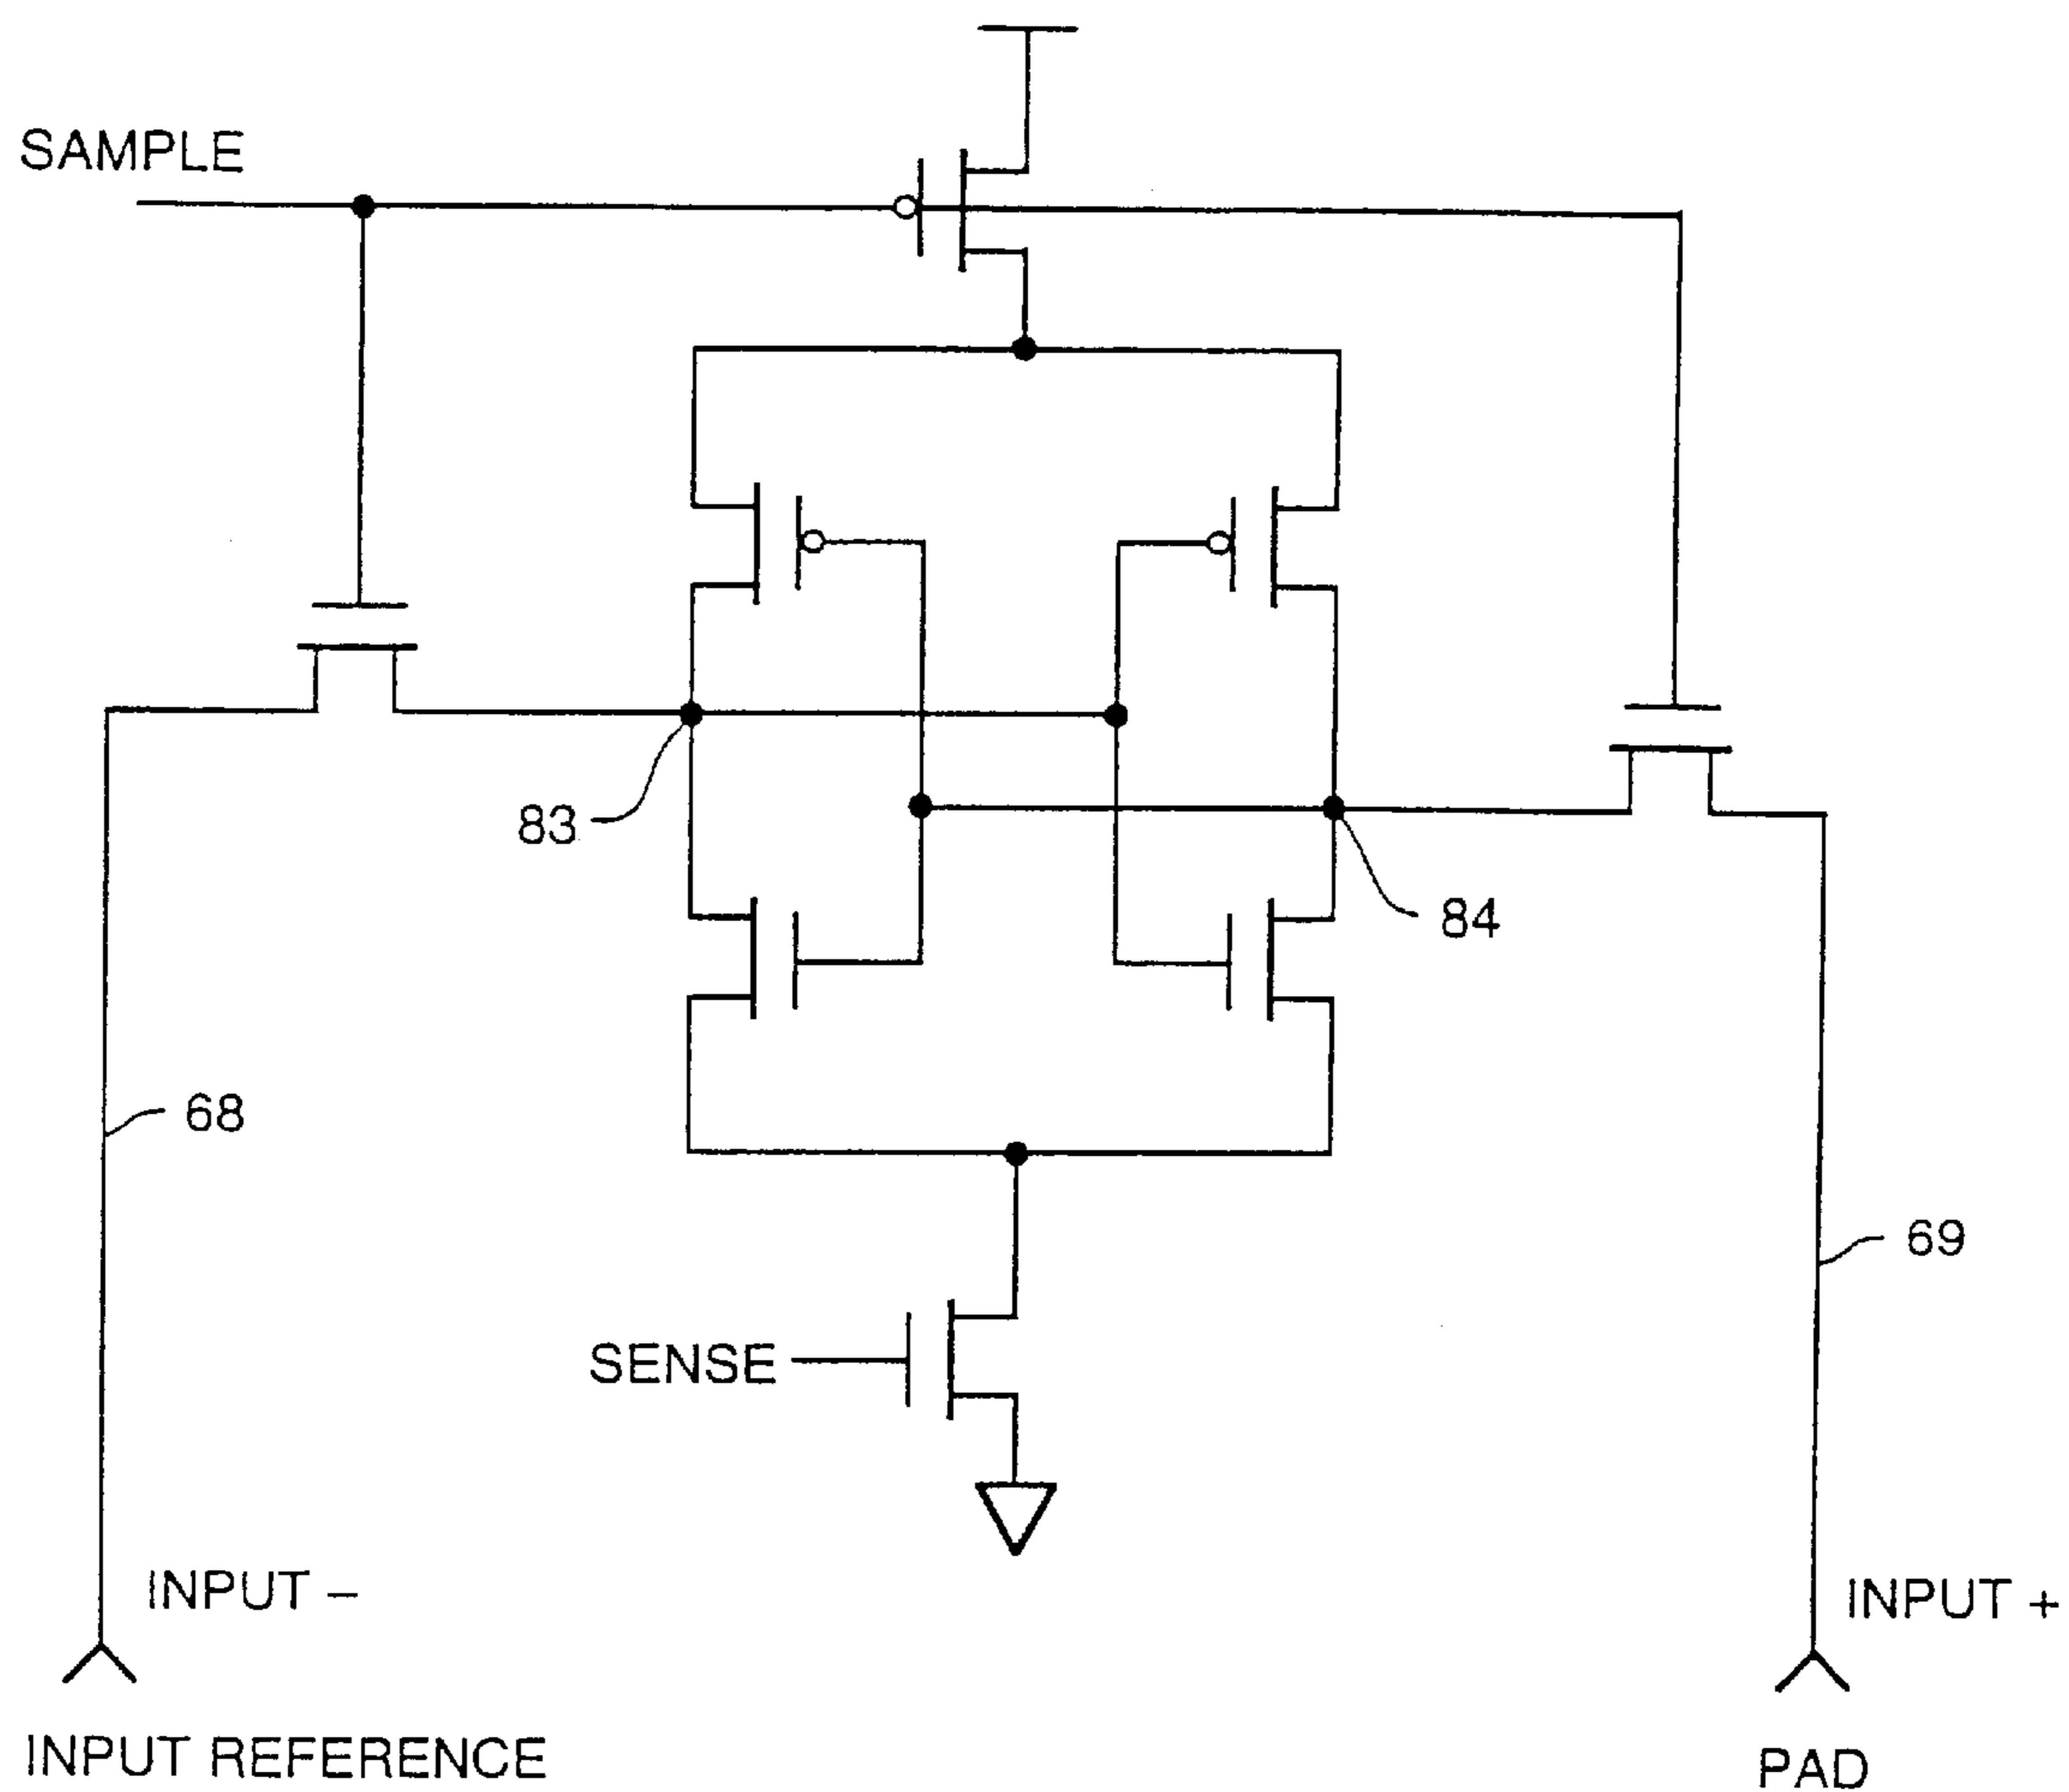 SAMPLE
83
84
68
69
SENSE
INPUT –
INPUT +
INPUT REFERENCE
PAD